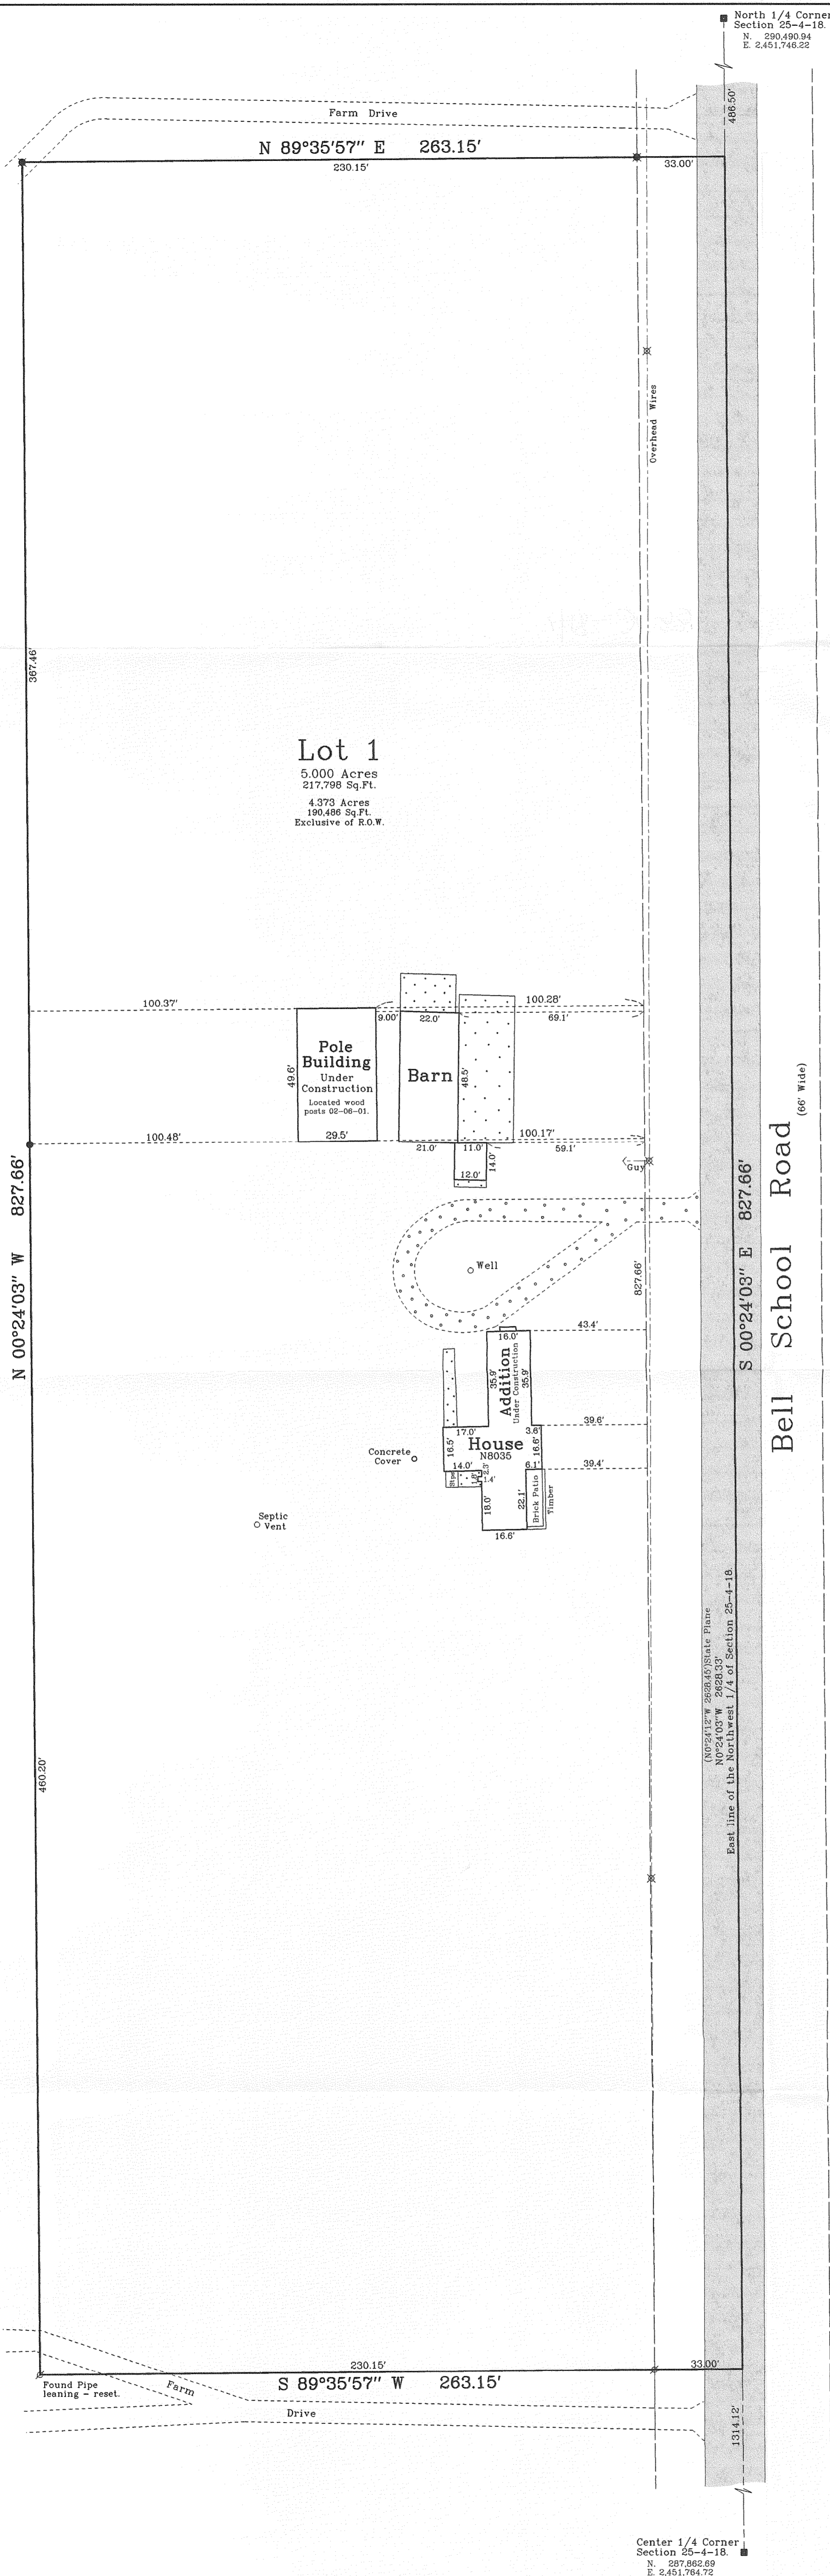 North 1/4 Corner
Section 25-4-18.
N. 290,490.94
E. 2,451,746.22
486.50'
Farm Drive
N 89°35'57" E 263.15'
230.15'
33.00'
Overhead Wires
367.46'
Lot 1
5.000 Acres
217,798 Sq.Ft.
4.373 Acres
190,486 Sq.Ft.
Exclusive of R.O.W.
100.37'
100.28'
9.00'
22.0'
69.1'
Pole
Building
Under
Construction
Located wood
posts 02-06-01.
49.6'
29.5'
Barn
48.5'
100.48'
100.17'
21.0'
11.0'
59.1'
12.0'
14.0'
Guy
N 00°24'03" W 827.66'
S 00°24'03" E 827.66'
Bell School Road
(66' Wide)
Well
827.66'
43.4'
16.0'
35.9'
Addition
Under Construction
35.9'
39.6'
17.0'
3.6'
16.5'
House
N8035
16.6'
39.4'
14.0'
6.1'
2.3'
1.4'
Concrete
Cover
18.0'
22.1'
Brick Patio
Timber
16.6'
Septic
Vent
(N0°24'12"W 2628.45')State Plane
N0°24'03"W 2628.33'
East line of the Northwest 1/4 of Section 25-4-18.
460.20'
230.15'
33.00'
S 89°35'57" W 263.15'
Found Pipe
leaning - reset.
Farm
Drive
1314.12'
Center 1/4 Corner
Section 25-4-18.
N. 287,862.69
E. 2,451,764.72